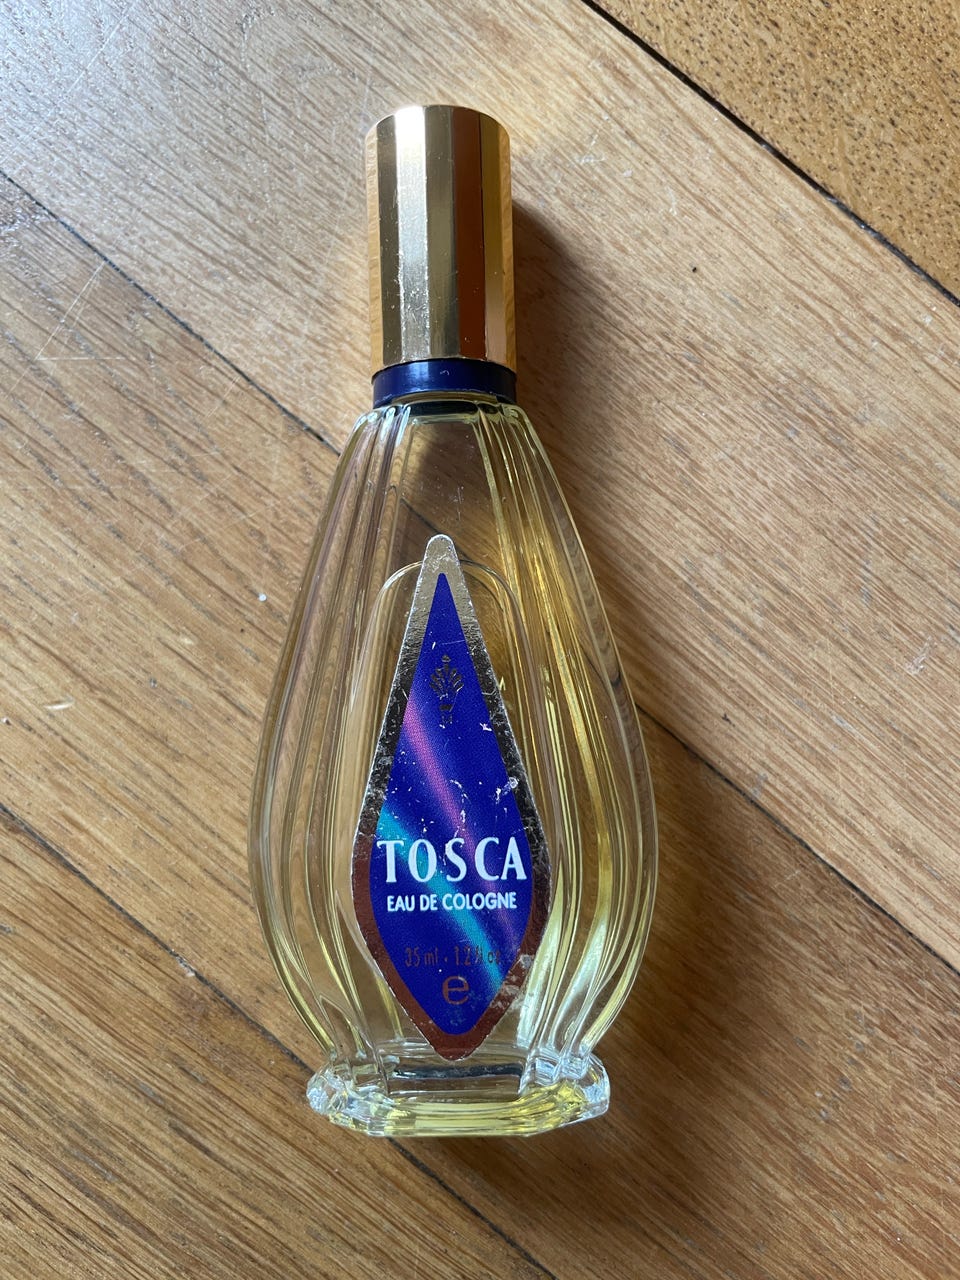 TOSCA
EAU DE COLOGNE
35 ml · 1.2 fl oz
e